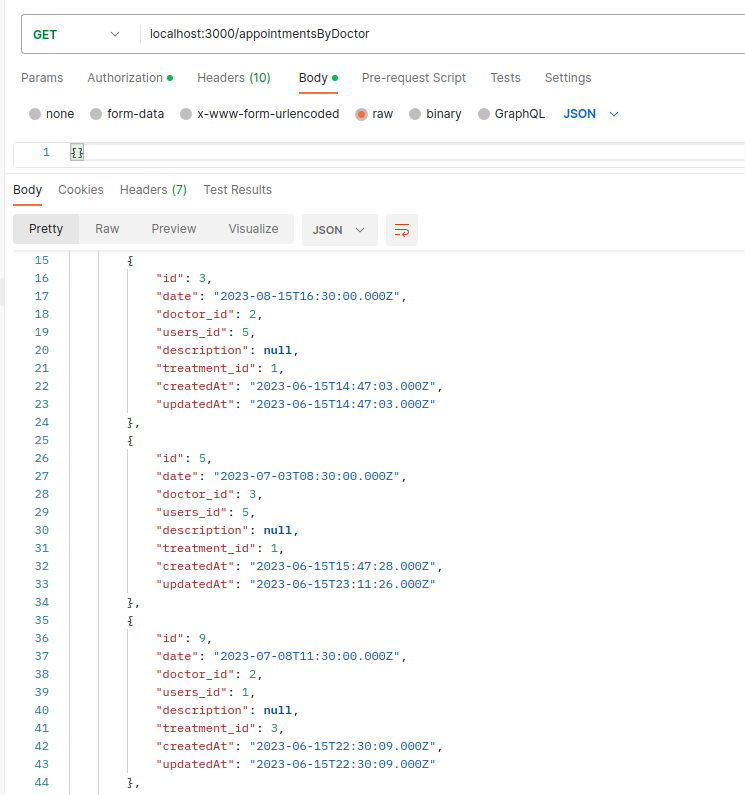 GET localhost:3000/appointmentsByDoctor
Params Authorization Headers (10) Body Pre-request Script Tests Settings
none form-data x-www-form-urlencoded raw binary GraphQL JSON
1 {}
Body Cookies Headers (7) Test Results
Pretty Raw Preview Visualize JSON
15 {
16 "id": 3,
17 "date": "2023-08-15T16:30:00.000Z",
18 "doctor_id": 2,
19 "users_id": 5,
20 "description": null,
21 "treatment_id": 1,
22 "createdAt": "2023-06-15T14:47:03.000Z",
23 "updatedAt": "2023-06-15T14:47:03.000Z"
24 },
25 {
26 "id": 5,
27 "date": "2023-07-03T08:30:00.000Z",
28 "doctor_id": 3,
29 "users_id": 5,
30 "description": null,
31 "treatment_id": 1,
32 "createdAt": "2023-06-15T15:47:28.000Z",
33 "updatedAt": "2023-06-15T23:11:26.000Z"
34 },
35 {
36 "id": 9,
37 "date": "2023-07-08T11:30:00.000Z",
38 "doctor_id": 2,
39 "users_id": 1,
40 "description": null,
41 "treatment_id": 3,
42 "createdAt": "2023-06-15T22:30:09.000Z",
43 "updatedAt": "2023-06-15T22:30:09.000Z"
44 },